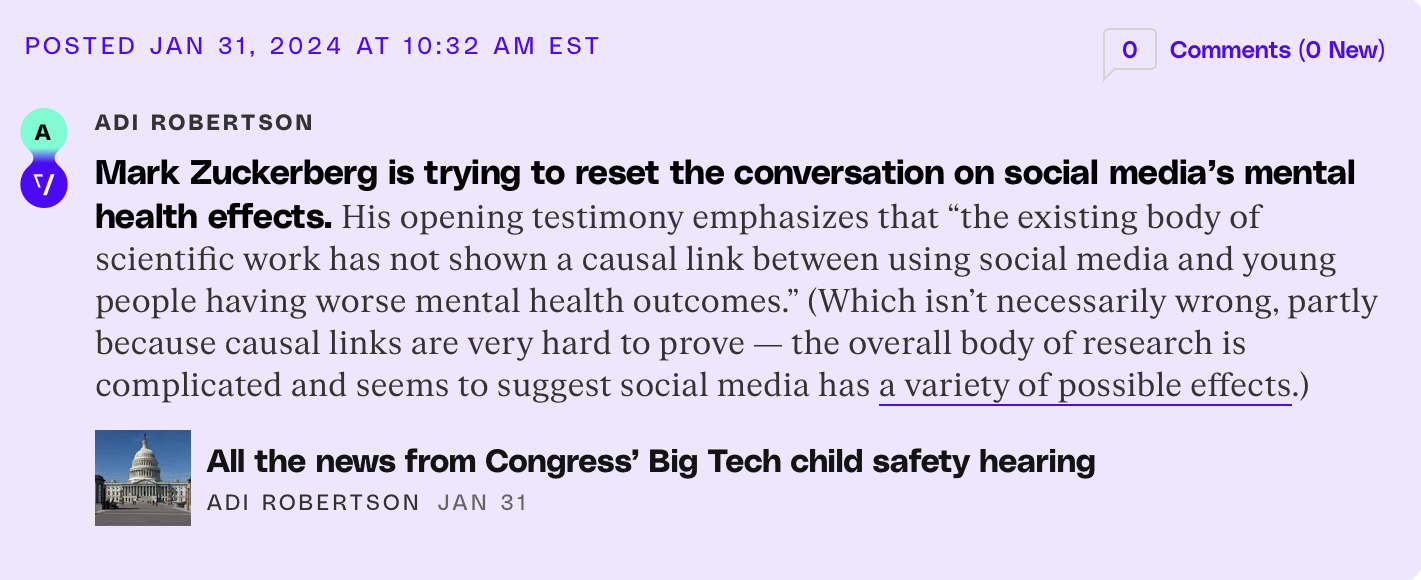 POSTED JAN 31, 2024 AT 10:32 AM EST
0 Comments (0 New)
A
ADI ROBERTSON
Mark Zuckerberg is trying to reset the conversation on social media’s mental
health effects. His opening testimony emphasizes that “the existing body of
scientific work has not shown a causal link between using social media and young
people having worse mental health outcomes.” (Which isn’t necessarily wrong, partly
because causal links are very hard to prove — the overall body of research is
complicated and seems to suggest social media has a variety of possible effects.)
All the news from Congress’ Big Tech child safety hearing
ADI ROBERTSON JAN 31